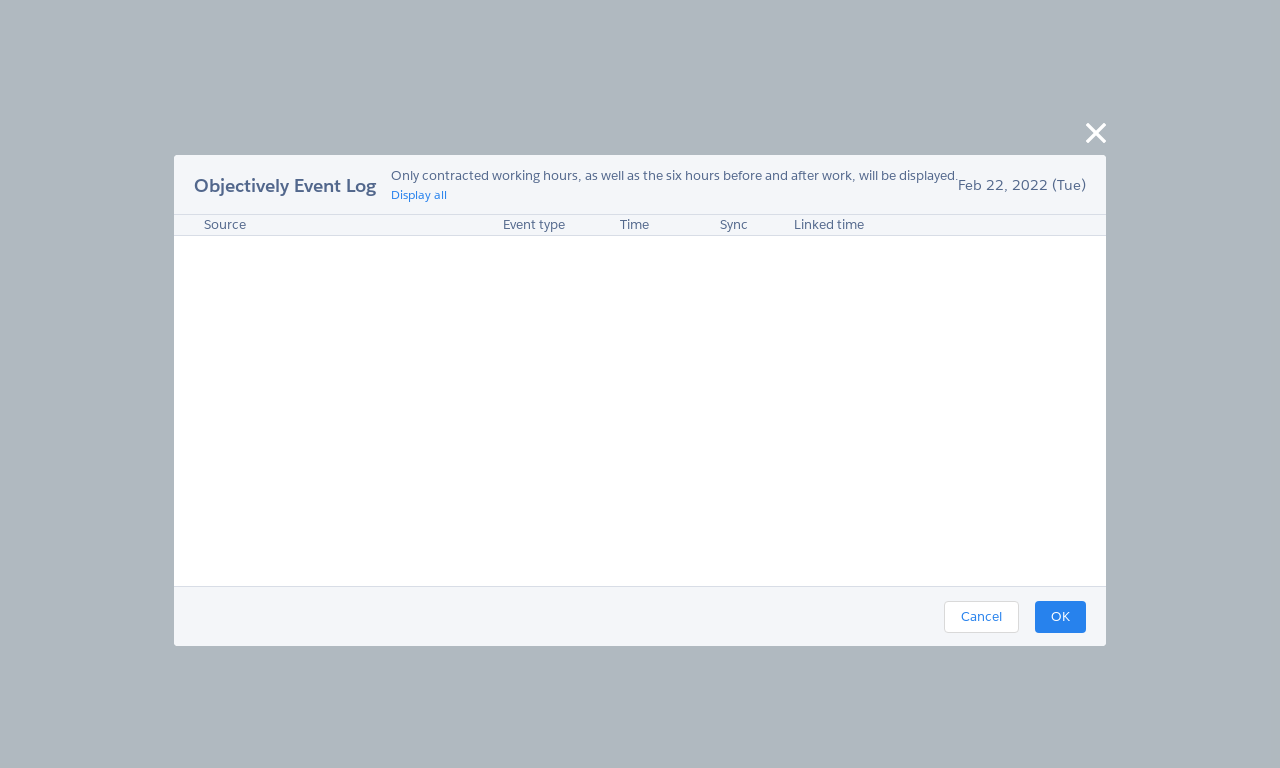 Objectively Event Log
Only contracted working hours, as well as the six hours before and after work, will be displayed.
Display all
Feb 22, 2022 (Tue)
Source Event type Time Sync Linked time
Cancel OK